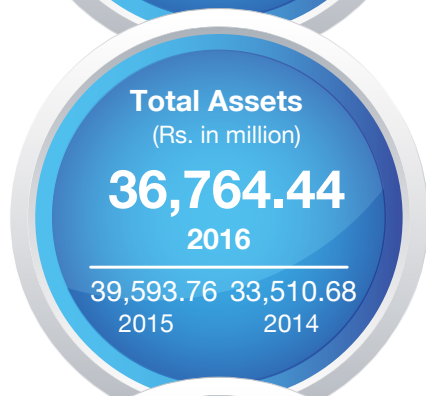 Total Assets
(Rs. in million)
36,764.44
2016
39,593.76 33,510.68
2015 2014